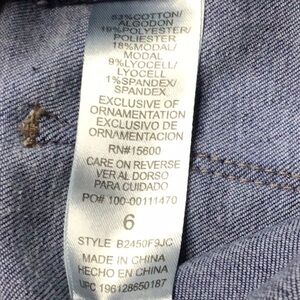 53% COTTON/
ALGODON
19% POLYESTER/
POLIESTER
18% MODAL/
MODAL
9% LYOCELL/
LYOCELL
1% SPANDEX/
SPANDEX
EXCLUSIVE OF
ORNAMENTATION
EXCLUSIVO DE
ORNAMENTACION
RN#15600
CARE ON REVERSE
VER AL DORSO
PARA CUIDADO
PO# 100-00111470
6
STYLE B2450F9JC
MADE IN CHINA
HECHO EN CHINA
UPC 196128650187